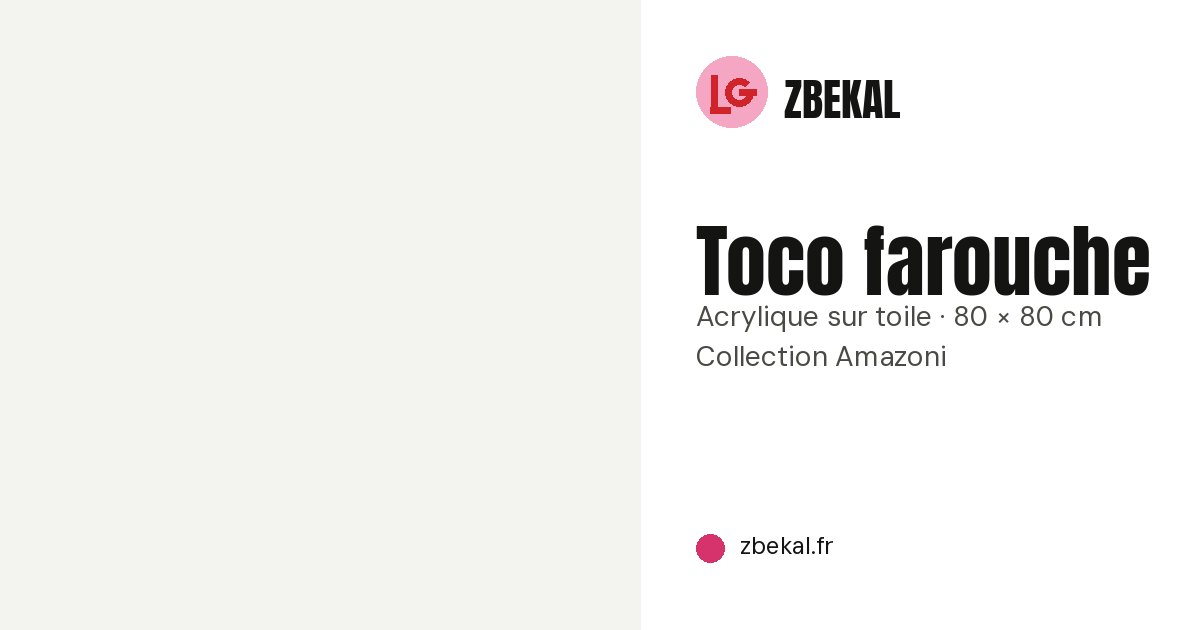 LG ZBEKAL
Toco farouche
Acrylique sur toile · 80 × 80 cm
Collection Amazoni
zbekal.fr